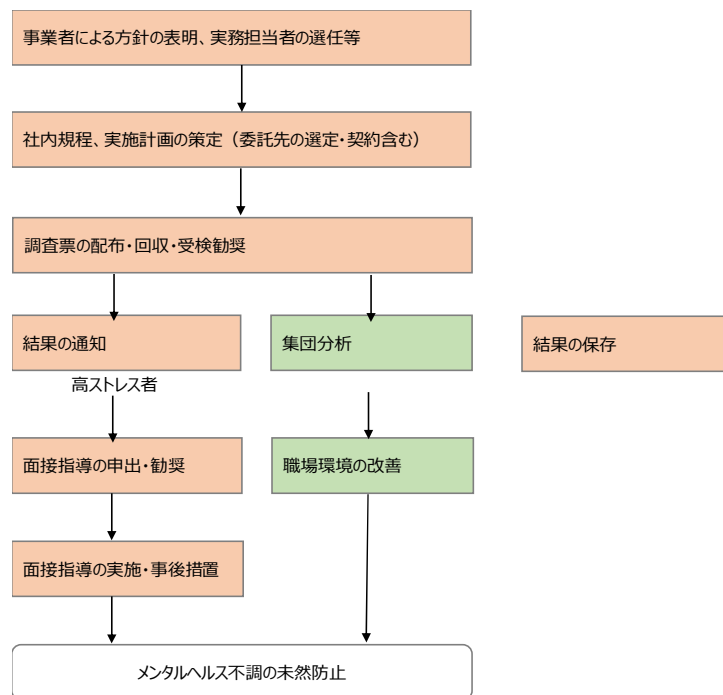 事業者による方針の表明、実務担当者の選任等
社内規程、実施計画の策定（委託先の選定・契約含む）
調査票の配布・回収・受検勧奨
結果の通知
集団分析
結果の保存
高ストレス者
面接指導の申出・勧奨
職場環境の改善
面接指導の実施・事後措置
メンタルヘルス不調の未然防止